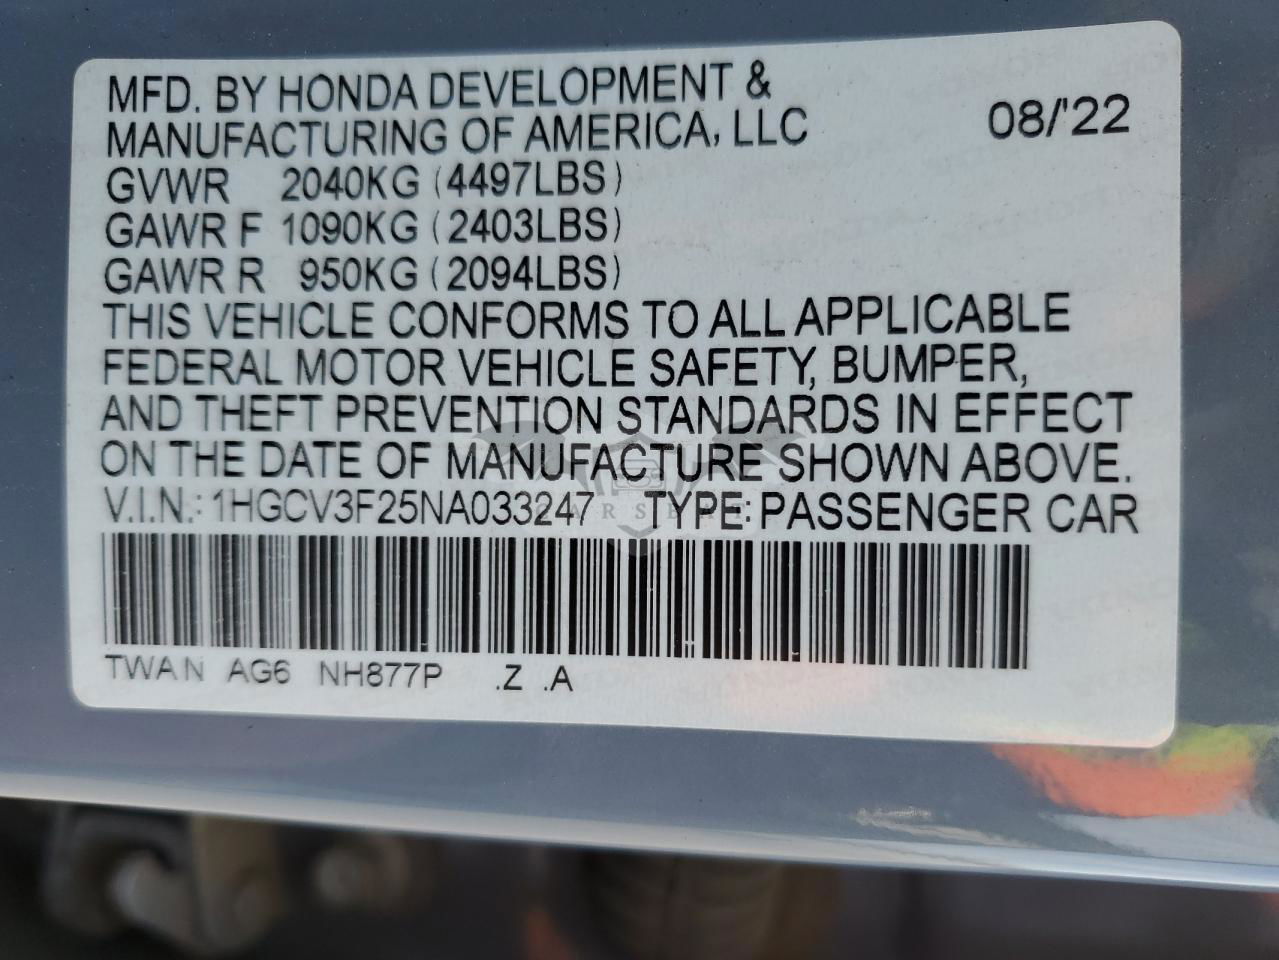 MFD. BY HONDA DEVELOPMENT &
MANUFACTURING OF AMERICA, LLC 08/'22
GVWR 2040KG (4497LBS)
GAWR F 1090KG (2403LBS)
GAWR R 950KG (2094LBS)
THIS VEHICLE CONFORMS TO ALL APPLICABLE
FEDERAL MOTOR VEHICLE SAFETY, BUMPER,
AND THEFT PREVENTION STANDARDS IN EFFECT
ON THE DATE OF MANUFACTURE SHOWN ABOVE.
V.I.N.: 1HGCV3F25NA033247 TYPE: PASSENGER CAR
TWAN AG6 NH877P .Z .A